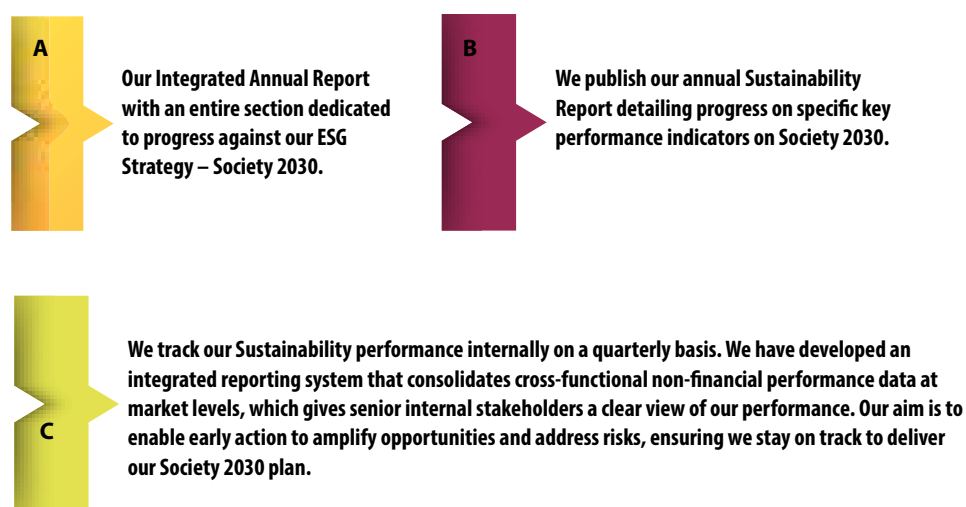 A
Our Integrated Annual Report
with an entire section dedicated
to progress against our ESG
Strategy – Society 2030.
B
We publish our annual Sustainability
Report detailing progress on specific key
performance indicators on Society 2030.
C
We track our Sustainability performance internally on a quarterly basis. We have developed an
integrated reporting system that consolidates cross-functional non-financial performance data at
market levels, which gives senior internal stakeholders a clear view of our performance. Our aim is to
enable early action to amplify opportunities and address risks, ensuring we stay on track to deliver
our Society 2030 plan.